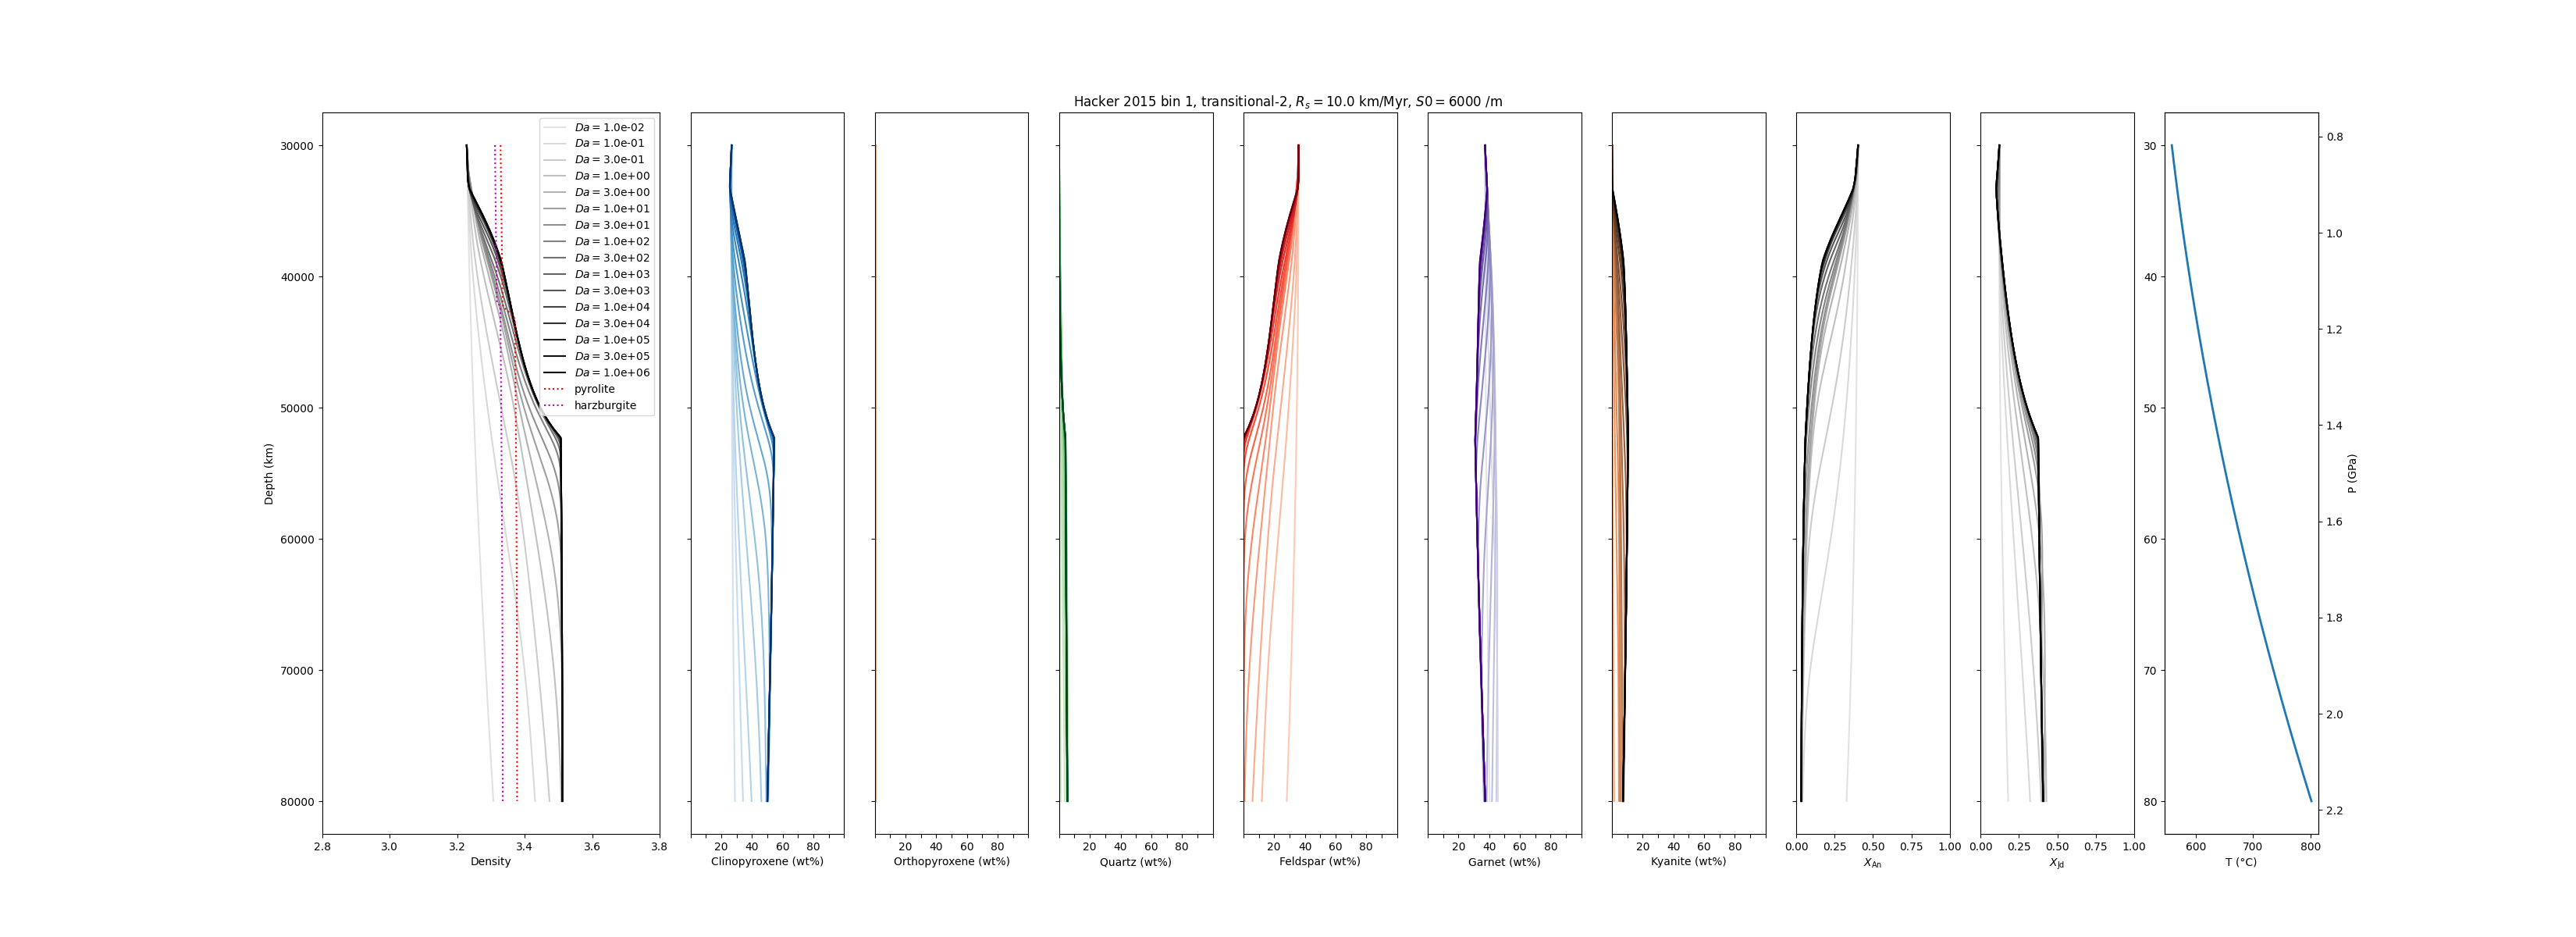 Hacker 2015 bin 1, transitional-2, R_s = 10.0 km/Myr, S0 = 6000 /m
Da = 1.0e-02
Da = 1.0e-01
Da = 3.0e-01
Da = 1.0e+00
Da = 3.0e+00
Da = 1.0e+01
Da = 3.0e+01
Da = 1.0e+02
Da = 3.0e+02
Da = 1.0e+03
Da = 3.0e+03
Da = 1.0e+04
Da = 3.0e+04
Da = 1.0e+05
Da = 3.0e+05
Da = 1.0e+06
pyrolite
harzburgite
Depth (km)
30000
40000
50000
60000
70000
80000
2.8 3.0 3.2 3.4 3.6 3.8
Density
20 40 60 80
Clinopyroxene (wt%)
20 40 60 80
Orthopyroxene (wt%)
20 40 60 80
Quartz (wt%)
20 40 60 80
Feldspar (wt%)
20 40 60 80
Garnet (wt%)
20 40 60 80
Kyanite (wt%)
0.00 0.25 0.50 0.75 1.00
X_An
0.00 0.25 0.50 0.75 1.00
X_Jd
30
40
50
60
70
80
600 700 800
T (°C)
0.8
1.0
1.2
1.4
1.6
1.8
2.0
2.2
P (GPa)